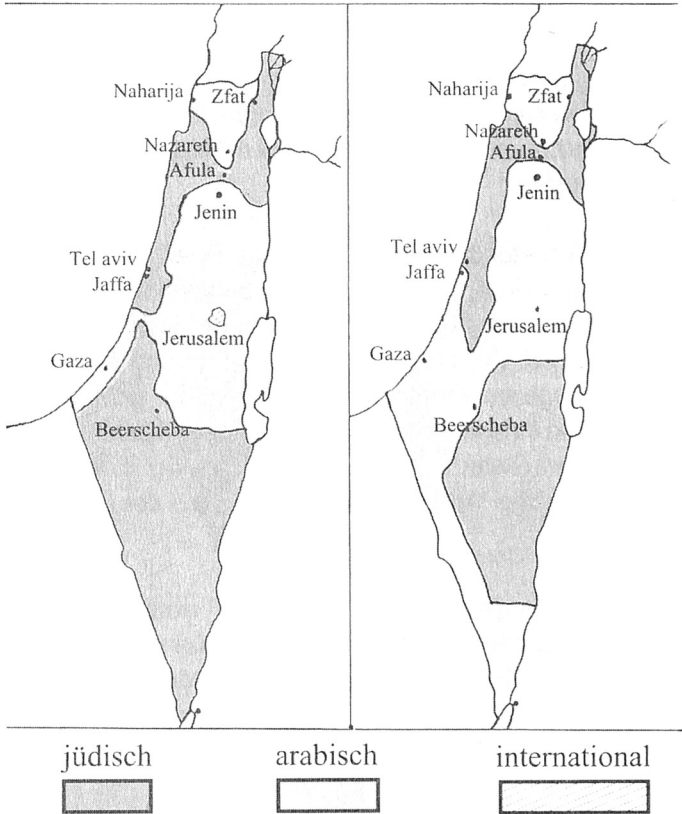 Naharija
Zfat
Nazareth
Afula
Jenin
Tel aviv
Jaffa
Jerusalem
Gaza
Beerscheba
Naharija
Zfat
Nazareth
Afula
Jenin
Tel aviv
Jaffa
Jerusalem
Gaza
Beerscheba
jüdisch arabisch international